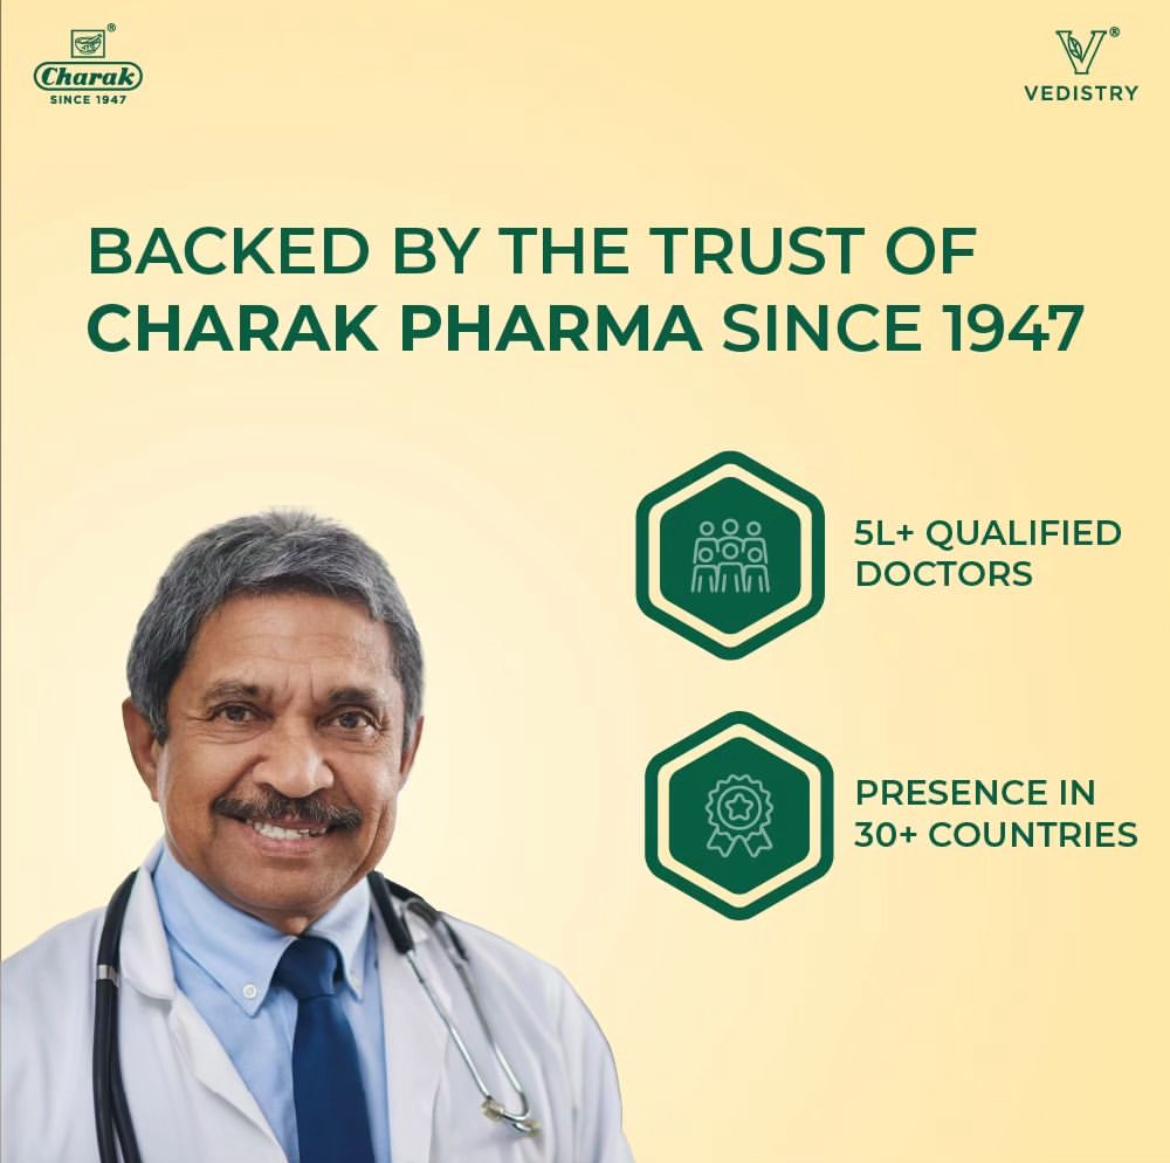 Charak
SINCE 1947
VEDISTRY
BACKED BY THE TRUST OF
CHARAK PHARMA SINCE 1947
5L+ QUALIFIED
DOCTORS
PRESENCE IN
30+ COUNTRIES